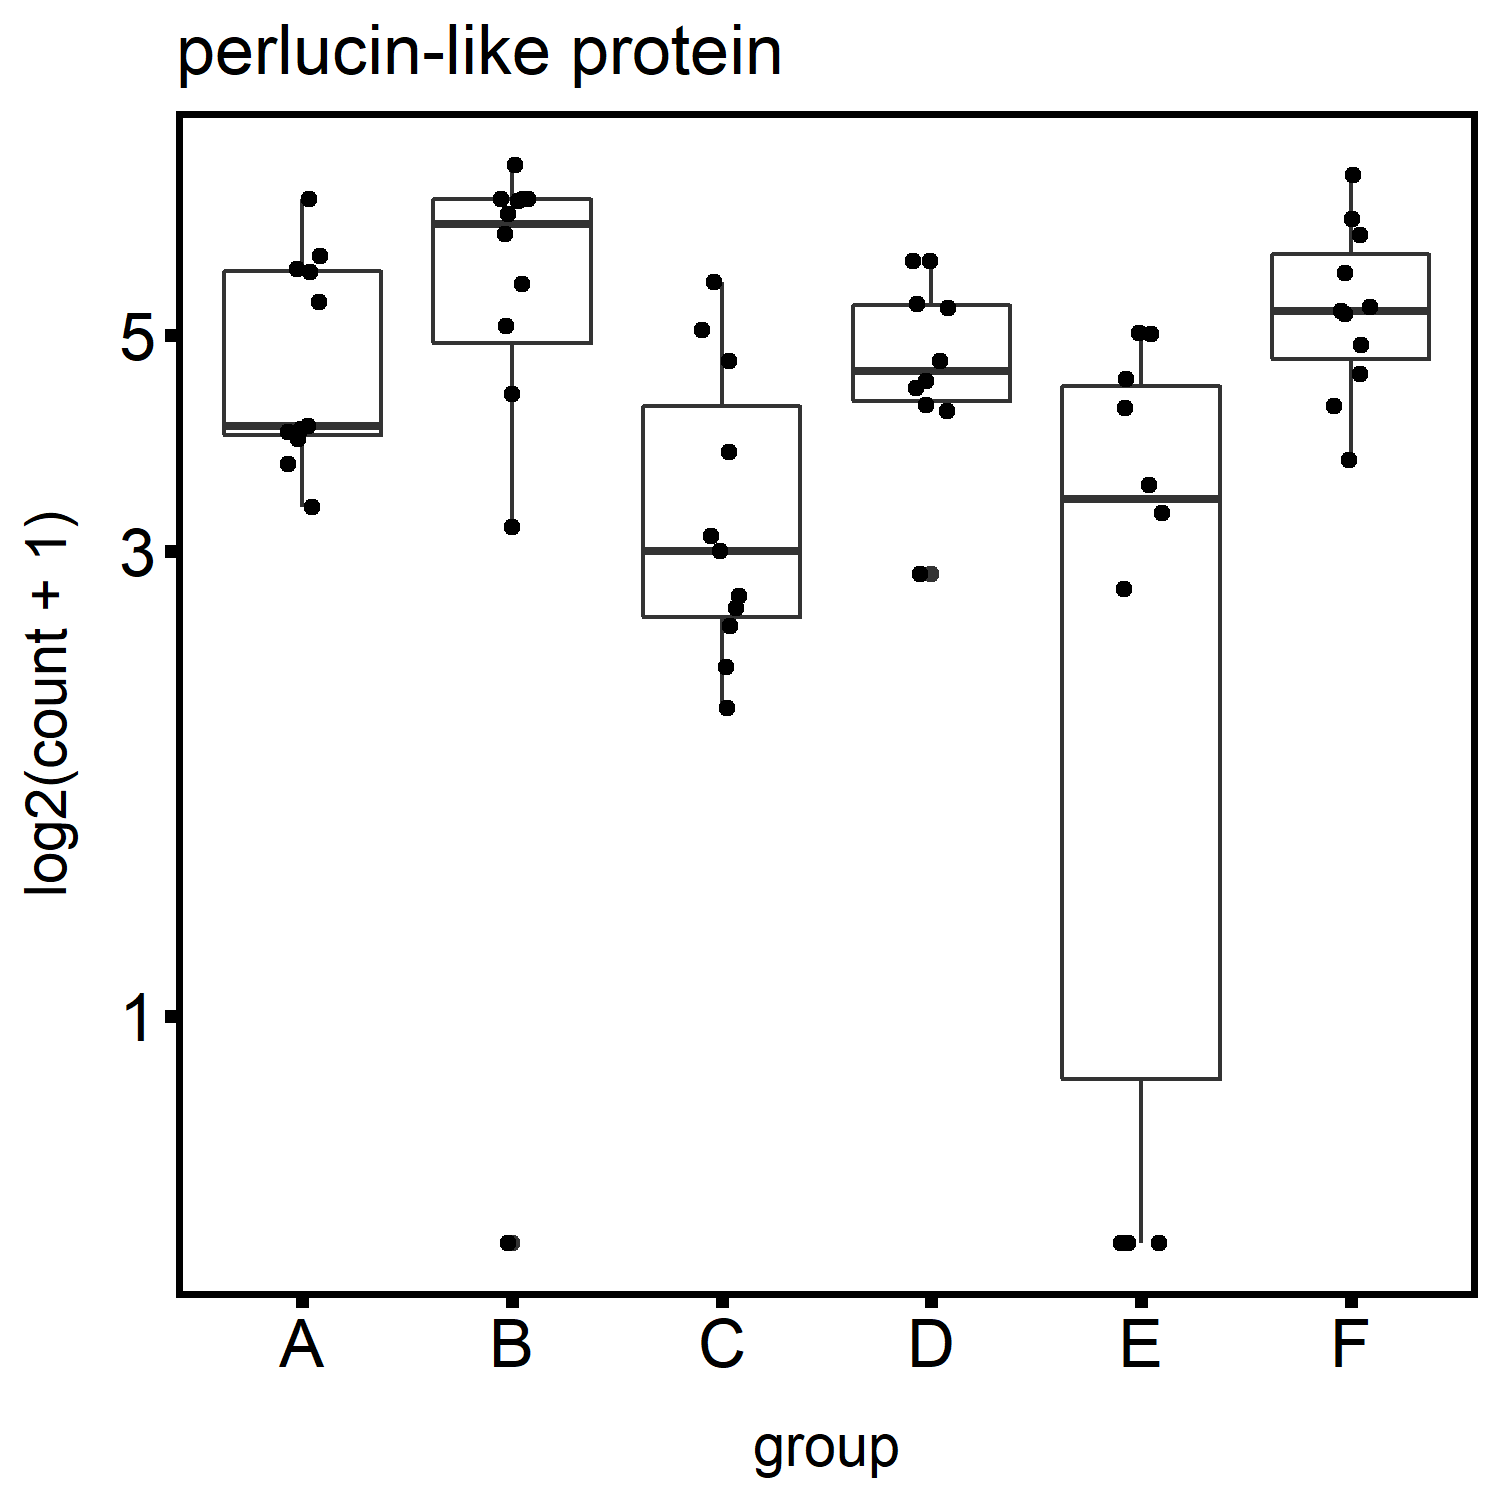 perlucin-like protein
log2(count + 1)
5
3
1
A B C D E F
group